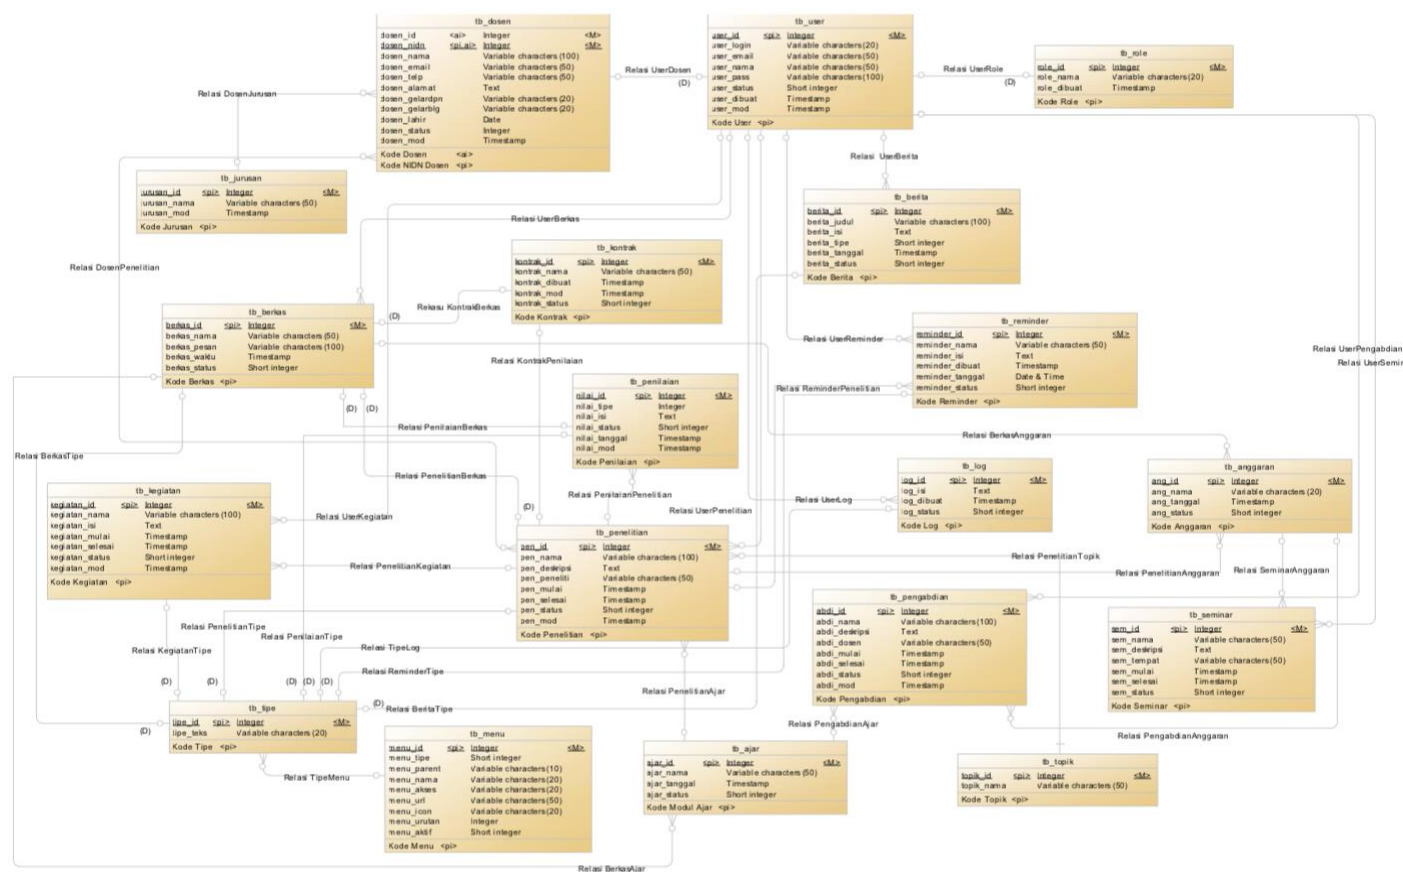 tb_dosen
dosen_id <ai> Integer <M>
dosen_nidn <pi,ai> Integer <M>
dosen_nama Variable characters (100)
dosen_email Variable characters (50)
dosen_telp Variable characters (50)
dosen_alamat Text
dosen_gelardpn Variable characters (20)
dosen_gelarblg Variable characters (20)
dosen_lahir Date
dosen_status Integer
dosen_mod Timestamp
Kode Dosen <ai>
Kode NIDN Dosen <pi>
Relasi UserDosen
(D)
tb_user
user_id <pi> Integer <M>
user_login Variable characters (20)
user_email Variable characters (50)
user_nama Variable characters (50)
user_pass Variable characters (100)
user_status Short integer
user_dibuat Timestamp
user_mod Timestamp
Kode User <pi>
Relasi UserRole
(D)
tb_role
role_id <pi> Integer <M>
role_nama Variable characters (20)
role_dibuat Timestamp
Kode Role <pi>
Relasi DosenJurusan
tb_jurusan
jurusan_id <pi> Integer <M>
jurusan_nama Variable characters (50)
jurusan_mod Timestamp
Kode Jurusan <pi>
Relasi UserBerita
tb_berita
berita_id <pi> Integer <M>
berita_judul Variable characters (100)
berita_isi Text
berita_tipe Short integer
berita_tanggal Timestamp
berita_status Short integer
Kode Berita <pi>
Relasi UserBerkas
Relasi DosenPenelitian
tb_kontrak
kontrak_id <pi> Integer <M>
kontrak_nama Variable characters (50)
kontrak_dibuat Timestamp
kontrak_mod Timestamp
kontrak_status Short integer
Kode Kontrak <pi>
Rekasu KontrakBerkas
(D)
tb_berkas
berkas_id <pi> Integer <M>
berkas_nama Variable characters (50)
berkas_pesan Variable characters (100)
berkas_waktu Timestamp
berkas_status Short integer
Kode Berkas <pi>
Relasi KontrakPenilaian
Relasi UserReminder
tb_reminder
reminder_id <pi> Integer <M>
reminder_nama Variable characters (50)
reminder_isi Text
reminder_dibuat Timestamp
reminder_tanggal Date & Time
reminder_status Short integer
Kode Reminder <pi>
Relasi UserPengabdian
Relasi UserSemir
Relasi ReminderPenelitian
tb_penilaian
nilai_id <pi> Integer <M>
nilai_tipe Integer
nilai_isi Text
nilai_status Short integer
nilai_tanggal Timestamp
nilai_mod Timestamp
Kode Penilaian <pi>
(D) (D)
Relasi PenilaianBerkas
Relasi BerkasAnggaran
Relasi BerkasTipe
Relasi PenelitianBerkas
(D)
Relasi PenilaianPenelitian
Relasi UserPenelitian
Relasi UserLog
tb_log
log_id <pi> Integer <M>
log_isi Text
log_dibuat Timestamp
log_status Short integer
Kode Log <pi>
tb_anggaran
ang_id <pi> Integer <M>
ang_nama Variable characters (20)
ang_tanggal Timestamp
ang_status Short integer
Kode Anggaran <pi>
tb_kegiatan
kegiatan_id <pi> Integer <M>
kegiatan_nama Variable characters (100)
kegiatan_isi Text
kegiatan_mulai Timestamp
kegiatan_selesai Timestamp
kegiatan_status Short integer
kegiatan_mod Timestamp
Kode Kegiatan <pi>
Relasi UserKegiatan
Relasi PenelitianKegiatan
tb_penelitian
pen_id <pi> Integer <M>
pen_nama Variable characters (100)
pen_deskripsi Text
pen_peneliti Variable characters (50)
pen_mulai Timestamp
pen_selesai Timestamp
pen_status Short integer
pen_mod Timestamp
Kode Penelitian <pi>
Relasi PenelitianTopik
Relasi PenelitianAnggaran
Relasi SeminarAnggaran
tb_pengabdian
abdi_id <pi> Integer <M>
abdi_nama Variable characters (100)
abdi_deskripsi Text
abdi_dosen Variable characters (50)
abdi_mulai Timestamp
abdi_selesai Timestamp
abdi_status Short integer
abdi_mod Timestamp
Kode Pengabdian <pi>
tb_seminar
sem_id <pi> Integer <M>
sem_nama Variable characters (50)
sem_deskripsi Text
sem_tempat Variable characters (50)
sem_mulai Timestamp
sem_selesai Timestamp
sem_status Short integer
Kode Seminar <pi>
Relasi PenelitianTipe
Relasi PenilaianTipe
Relasi KegiatanTipe
Relasi TipeLog
Relasi ReminderTipe
(D) (D) (D) (D) (D)
Relasi PenelitianAjar
(D)
Relasi BeritaTipe
Relasi PengabdianAjar
Relasi PengabdianAnggaran
(D)
tb_tipe
tipe_id <pi> Integer <M>
tipe_teks Variable characters (20)
Kode Tipe <pi>
Relasi TipeMenu
tb_menu
menu_id <pi> Integer <M>
menu_tipe Short integer
menu_parent Variable characters (10)
menu_nama Variable characters (20)
menu_akses Variable characters (20)
menu_url Variable characters (50)
menu_icon Variable characters (20)
menu_urutan Integer
menu_aktif Short integer
Kode Menu <pi>
tb_ajar
ajar_id <pi> Integer <M>
ajar_nama Variable characters (50)
ajar_tanggal Timestamp
ajar_status Short integer
Kode Modul Ajar <pi>
tb_topik
topik_id <pi> Integer <M>
topik_nama Variable characters (50)
Kode Topik <pi>
Relasi BerkasAjar